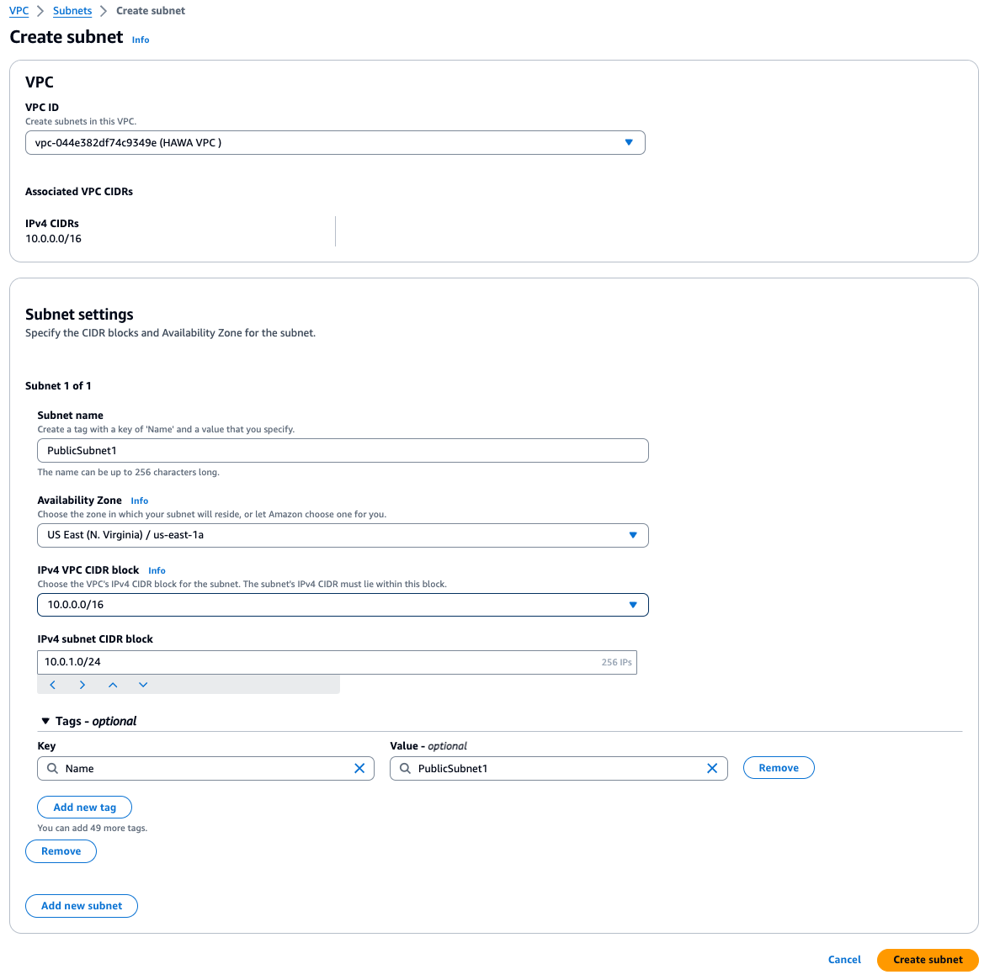 VPC > Subnets > Create subnet
Create subnet Info
VPC
VPC ID
Create subnets in this VPC.
vpc-044e382df74c9349e (HAWA VPC )
Associated VPC CIDRs
IPv4 CIDRs
10.0.0.0/16
Subnet settings
Specify the CIDR blocks and Availability Zone for the subnet.
Subnet 1 of 1
Subnet name
Create a tag with a key of 'Name' and a value that you specify.
PublicSubnet1
The name can be up to 256 characters long.
Availability Zone Info
Choose the zone in which your subnet will reside, or let Amazon choose one for you.
US East (N. Virginia) / us-east-1a
IPv4 VPC CIDR block Info
Choose the VPC's IPv4 CIDR block for the subnet. The subnet's IPv4 CIDR must lie within this block.
10.0.0.0/16
IPv4 subnet CIDR block
10.0.1.0/24 256 IPs
Tags - optional
Key Value - optional
Name PublicSubnet1 Remove
Add new tag
You can add 49 more tags.
Remove
Add new subnet
Cancel Create subnet